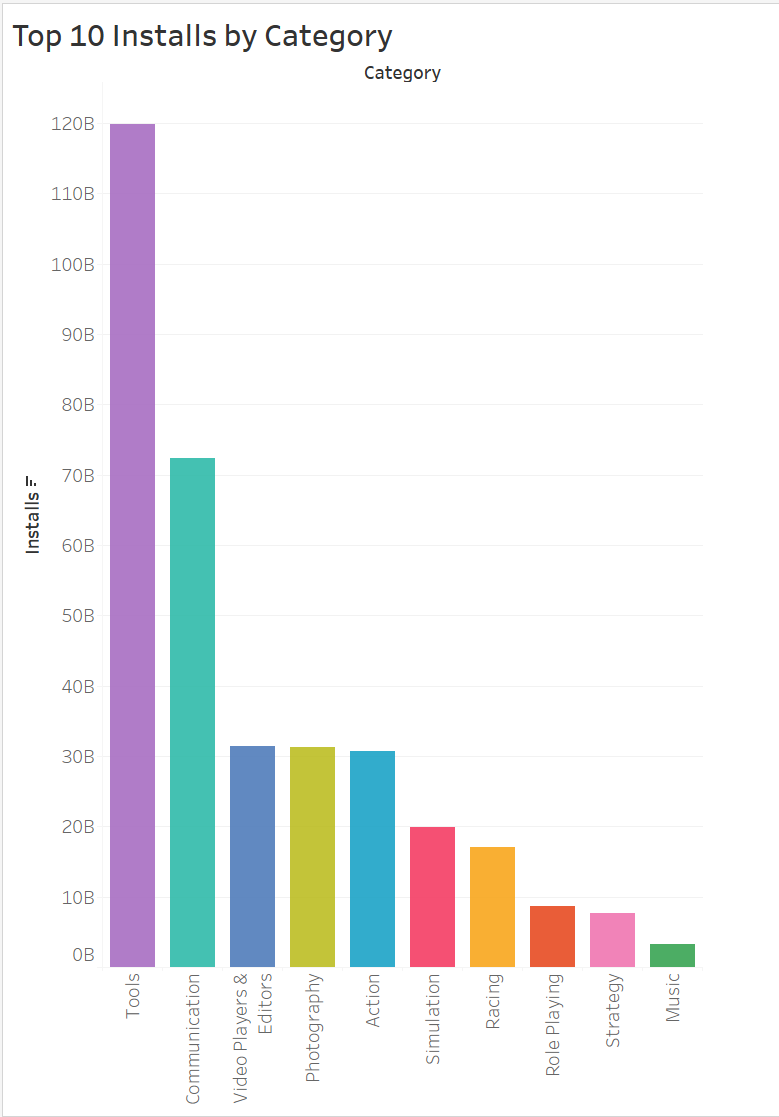 Top 10 Installs by Category
Category
120B
110B
100B
90B
80B
70B
60B
50B
40B
30B
20B
10B
0B
Installs
Tools
Communication
Video Players &
Editors
Photography
Action
Simulation
Racing
Role Playing
Strategy
Music